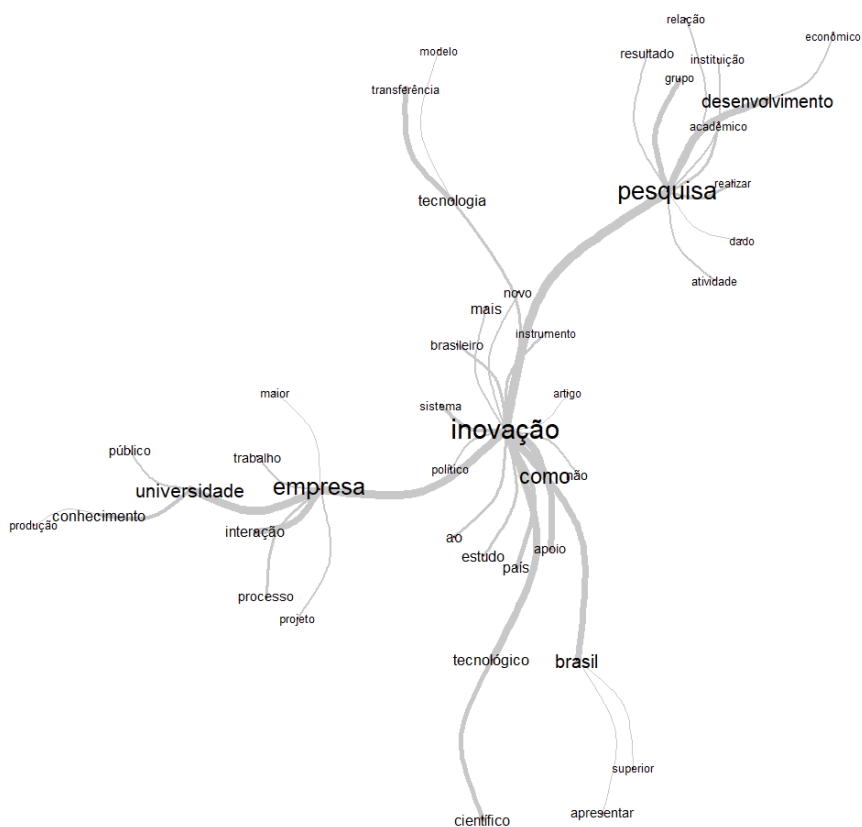 relação
econômico
modelo
resultado
instituição
grupo
transferência
desenvolvimento
acadêmico
pesquisa
realizar
tecnologia
dado
atividade
novo
mais
instrumento
brasileiro
maior
artigo
sistema
inovação
público
trabalho
político
como
não
universidade
empresa
conhecimento
produção
interação
ao
estudo
apoio
país
processo
projeto
tecnológico
brasil
superior
apresentar
científico